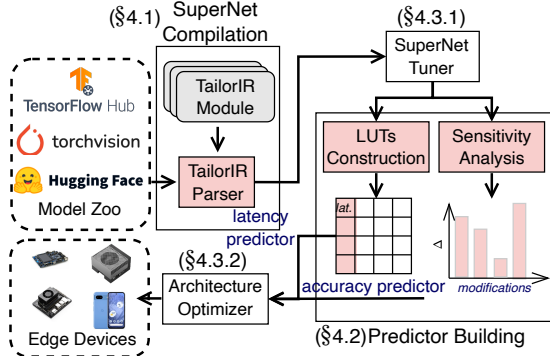 (§4.1)
SuperNet
Compilation
(§4.3.1)
SuperNet
Tuner
TensorFlow Hub
torchvision
Hugging Face
Model Zoo
TailorIR
Module
TailorIR
Parser
LUTs
Construction
Sensitivity
Analysis
latency
predictor
lat.
Δ
modifications
(§4.3.2)
Architecture
Optimizer
accuracy predictor
Edge Devices
(§4.2)Predictor Building